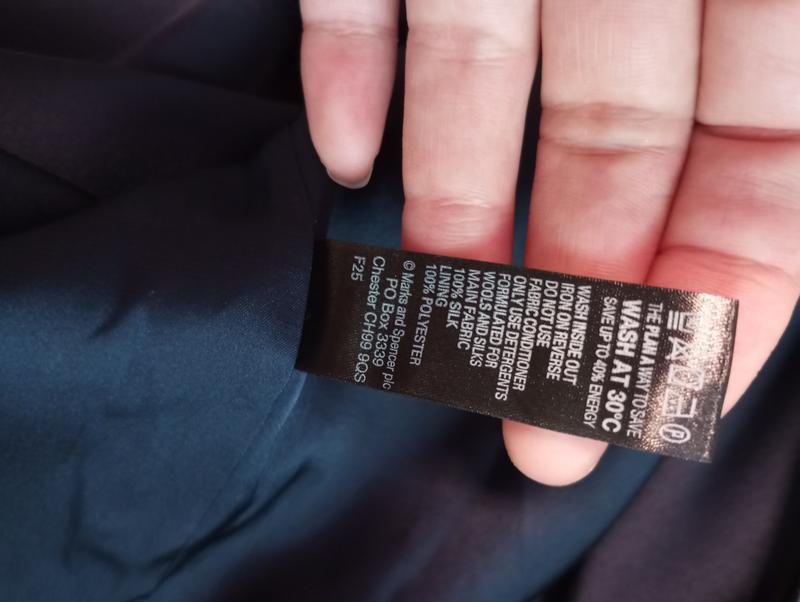 THE PLAN A WAY TO SAVE
WASH AT 30°C
SAVE UP TO 40% ENERGY
WASH INSIDE OUT
IRON ON REVERSE
DO NOT USE
FABRIC CONDITIONER
ONLY USE DETERGENTS
FORMULATED FOR
WOOLS AND SILKS
MAIN FABRIC
100% SILK
LINING
100% POLYESTER
© Marks and Spencer plc
PO Box 3339
Chester CH99 9QS
F25